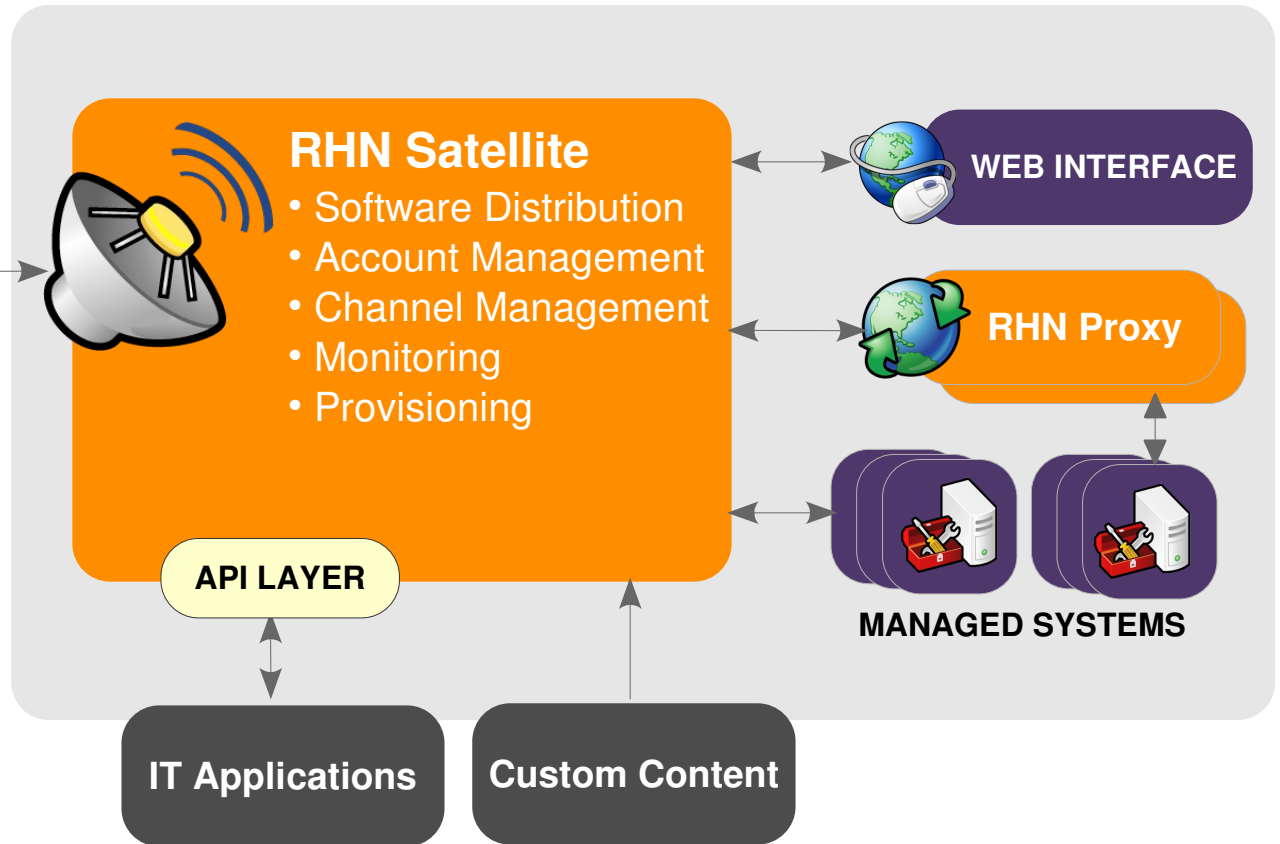 RHN Satellite
• Software Distribution
• Account Management
• Channel Management
• Monitoring
• Provisioning
API LAYER
WEB INTERFACE
RHN Proxy
MANAGED SYSTEMS
IT Applications
Custom Content